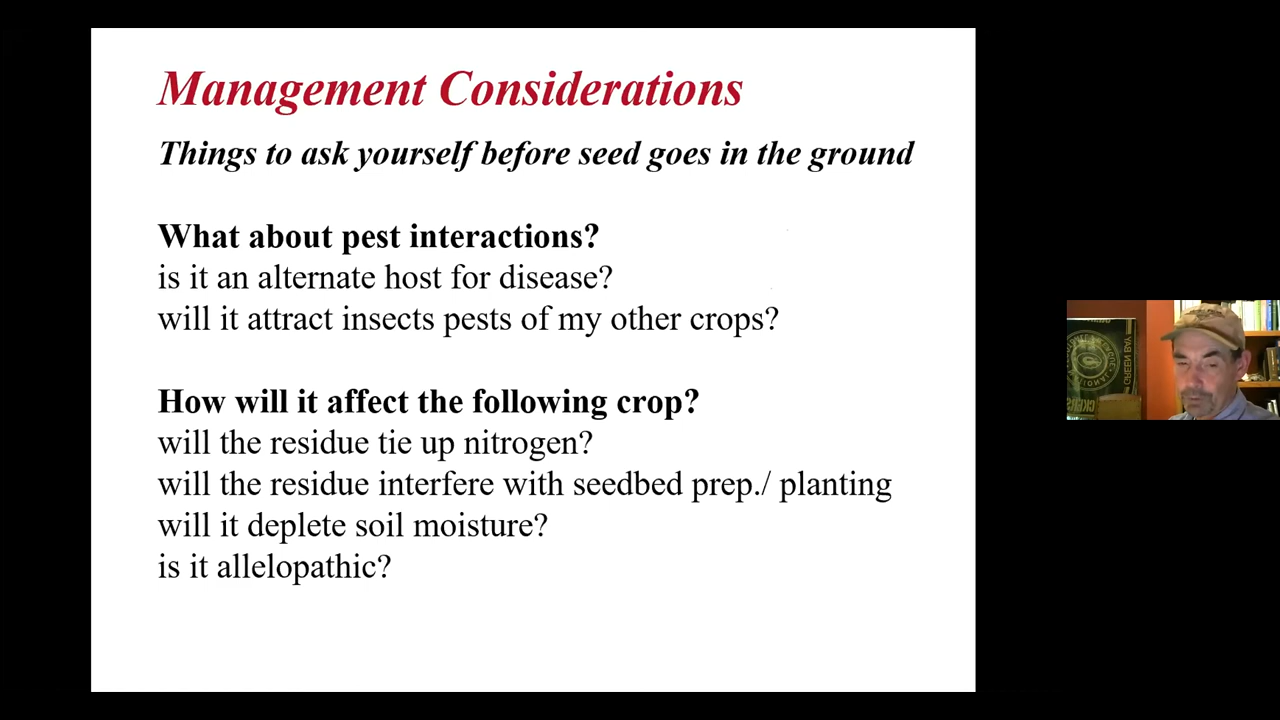 Management Considerations
Things to ask yourself before seed goes in the ground
What about pest interactions?
is it an alternate host for disease?
will it attract insects pests of my other crops?
How will it affect the following crop?
will the residue tie up nitrogen?
will the residue interfere with seedbed prep./ planting
will it deplete soil moisture?
is it allelopathic?
GREEN BAY